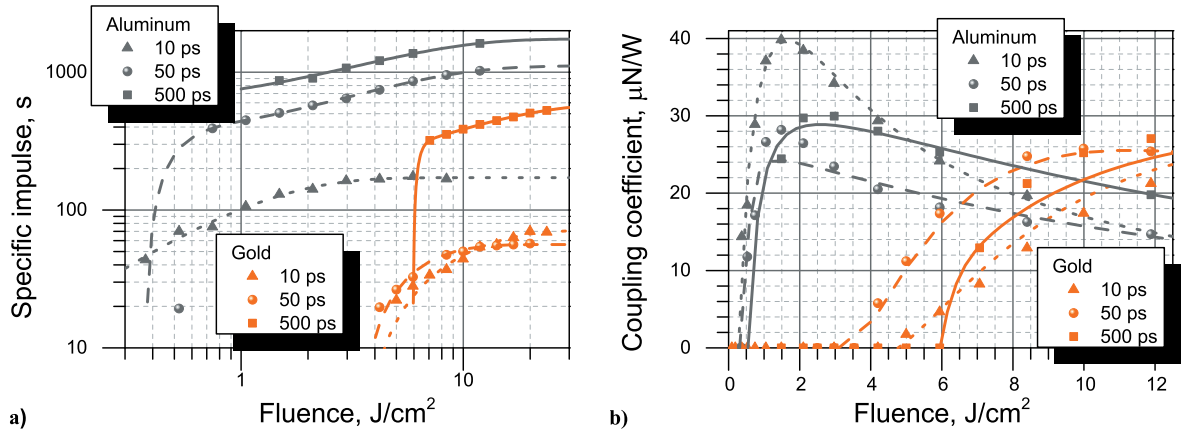 Aluminum
10 ps
50 ps
500 ps
Gold
10 ps
50 ps
500 ps
Specific impulse, s
1000
100
10
1
10
Fluence, J/cm²
a)
Aluminum
10 ps
50 ps
500 ps
Gold
10 ps
50 ps
500 ps
Coupling coefficient, μN/W
40
30
20
10
0
0
2
4
6
8
10
12
Fluence, J/cm²
b)